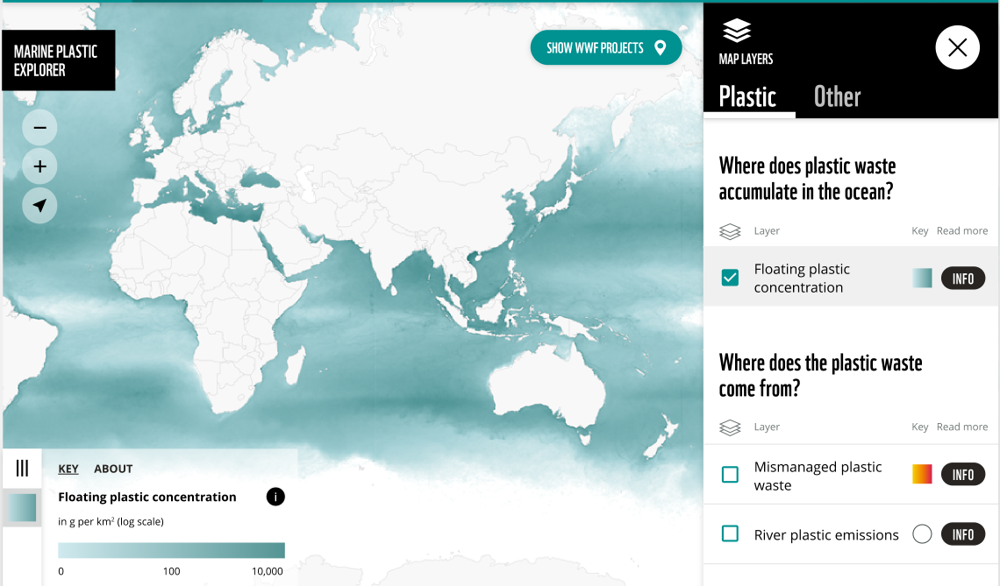 MARINE PLASTIC
EXPLORER
SHOW WWF PROJECTS
MAP LAYERS
Plastic
Other
Where does plastic waste
accumulate in the ocean?
Layer
Key
Read more
Floating plastic
concentration
INFO
Where does the plastic waste
come from?
Layer
Key
Read more
Mismanaged plastic
waste
INFO
River plastic emissions
INFO
KEY
ABOUT
Floating plastic concentration
i
in g per km² (log scale)
0
100
10,000